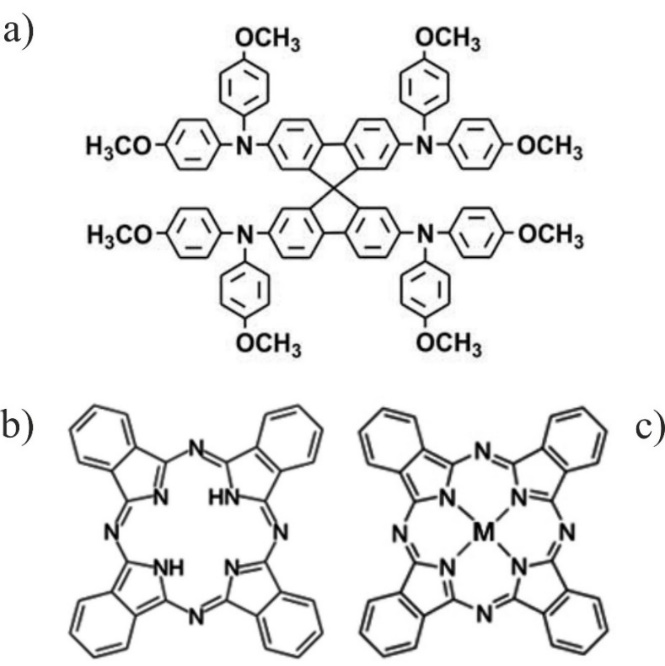 a)
OCH3 OCH3
H3CO N N OCH3
H3CO N N OCH3
OCH3 OCH3
b) c)
N N
N HN N N
N N N M N
NH N N N
N N